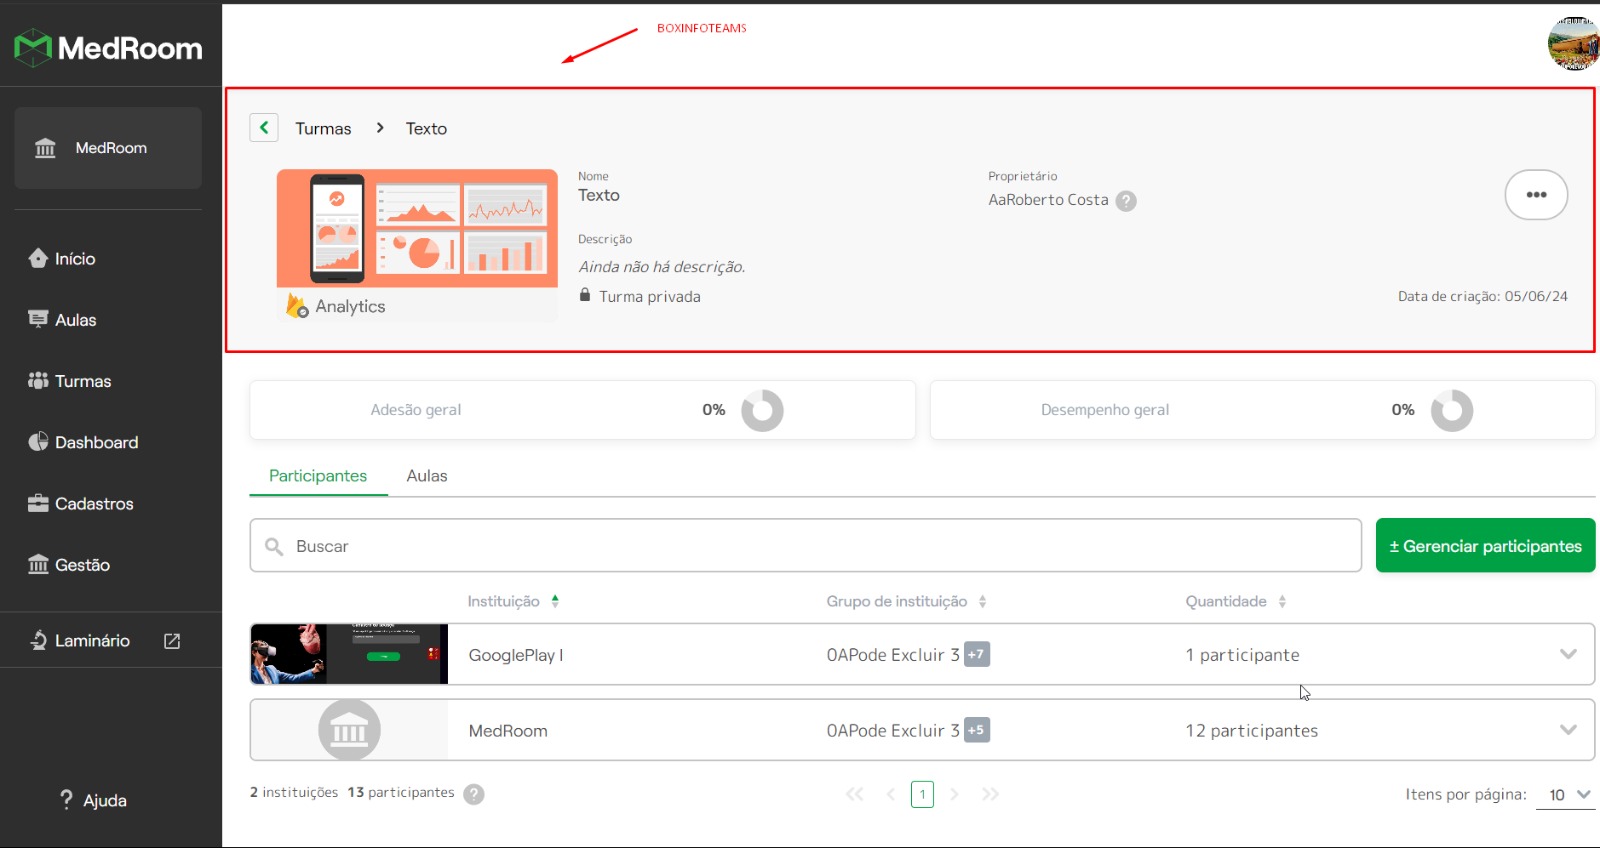 BOXINFOTEAMS
MedRoom
MedRoom
Início
Aulas
Turmas
Dashboard
Cadastros
Gestão
Laminário
? Ajuda
Turmas > Texto
Analytics
Nome
Texto
Descrição
Ainda não há descrição.
Turma privada
Proprietário
AaRoberto Costa ?
•••
Data de criação: 05/06/24
Adesão geral 0%
Desempenho geral 0%
Participantes Aulas
Buscar
± Gerenciar participantes
Instituição Grupo de instituição Quantidade
GooglePlay I 0APode Excluir 3 +7 1 participante
MedRoom 0APode Excluir 3 +5 12 participantes
2 instituições 13 participantes ?
1
Itens por página: 10